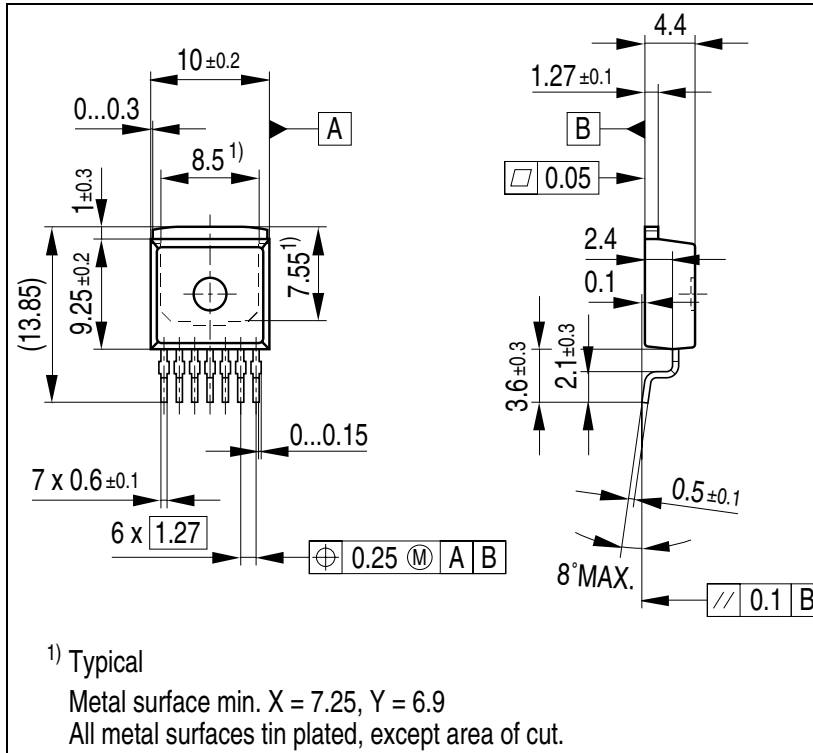 10±0.2
0...0.3
A
8.5 1)
1±0.3
(13.85)
9.25±0.2
7.55 1)
0...0.15
7 x 0.6±0.1
6 x 1.27
⌖ 0.25 Ⓜ A B
4.4
1.27±0.1
B
⏥ 0.05
2.4
0.1
3.6±0.3
2.1±0.3
0.5±0.1
8°MAX.
// 0.1 B
1) Typical
Metal surface min. X = 7.25, Y = 6.9
All metal surfaces tin plated, except area of cut.